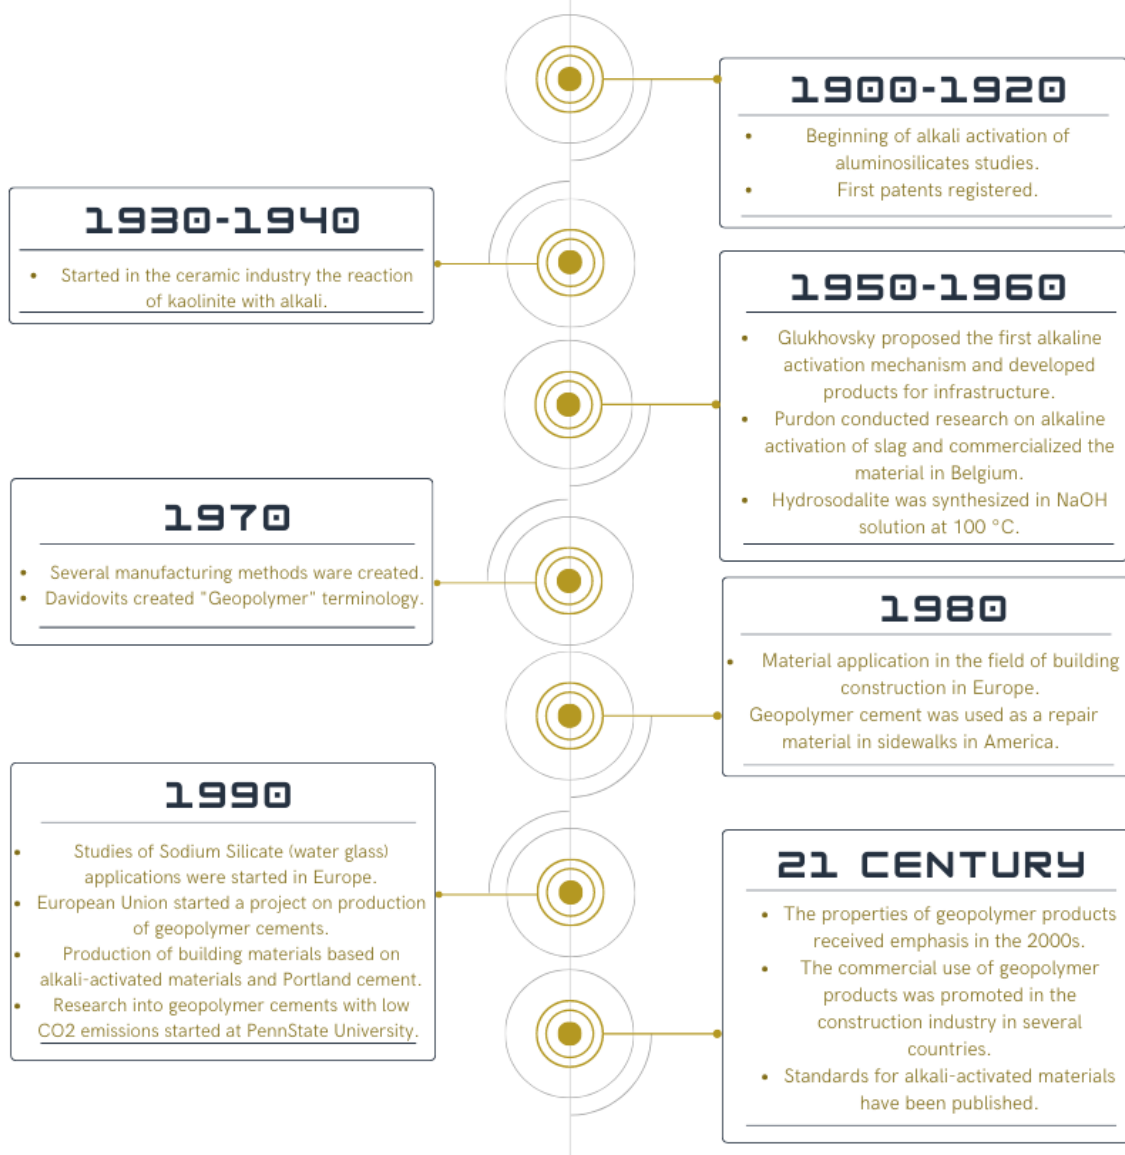 1900-1920
• Beginning of alkali activation of
aluminosilicates studies.
• First patents registered.
1930-1940
• Started in the ceramic industry the reaction
of kaolinite with alkali.
1950-1960
• Glukhovsky proposed the first alkaline
activation mechanism and developed
products for infrastructure.
• Purdon conducted research on alkaline
activation of slag and commercialized the
material in Belgium.
• Hydrosodalite was synthesized in NaOH
solution at 100 °C.
1970
• Several manufacturing methods ware created.
• Davidovits created "Geopolymer" terminology.
1980
• Material application in the field of building
construction in Europe.
Geopolymer cement was used as a repair
material in sidewalks in America.
1990
• Studies of Sodium Silicate (water glass)
applications were started in Europe.
• European Union started a project on production
of geopolymer cements.
• Production of building materials based on
alkali-activated materials and Portland cement.
• Research into geopolymer cements with low
CO2 emissions started at PennState University.
21 CENTURY
• The properties of geopolymer products
received emphasis in the 2000s.
• The commercial use of geopolymer
products was promoted in the
construction industry in several
countries.
• Standards for alkali-activated materials
have been published.